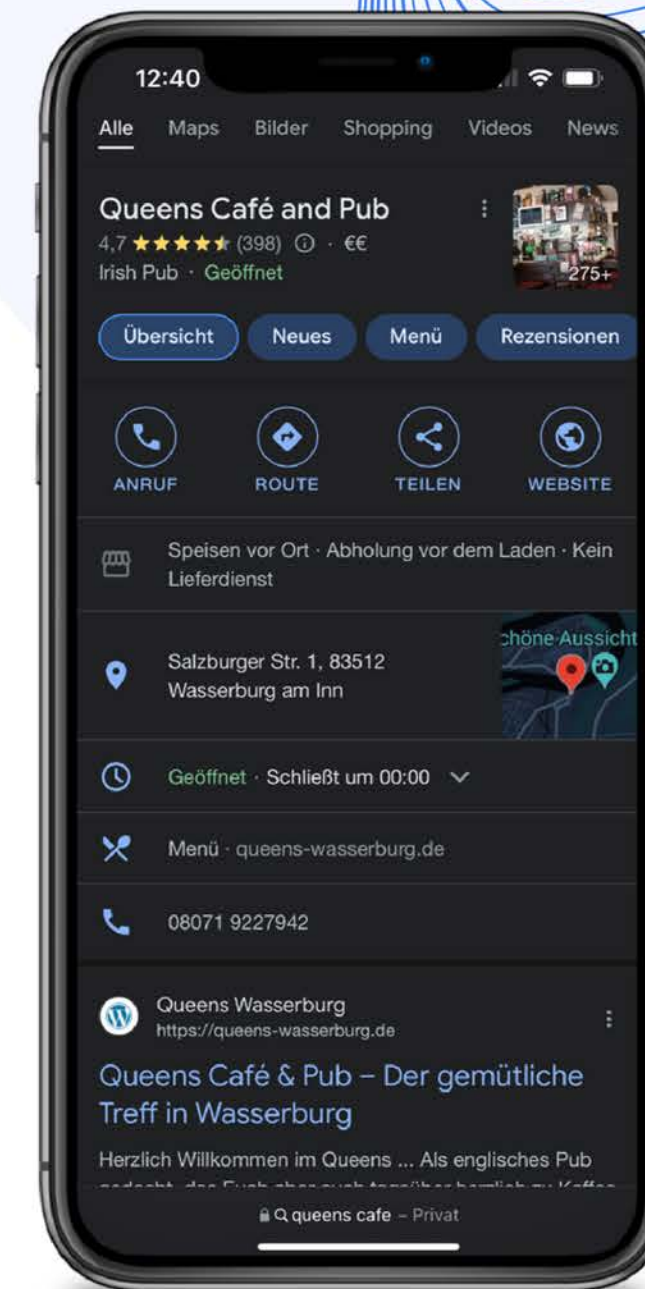 12:40
Alle Maps Bilder Shopping Videos News
Queens Café and Pub
4,7 (398) · €€
275+
Irish Pub · Geöffnet
Übersicht Neues Menü Rezensionen
ANRUF ROUTE TEILEN WEBSITE
Speisen vor Ort · Abholung vor dem Laden · Kein
Lieferdienst
chöne Aussicht
Salzburger Str. 1, 83512
Wasserburg am Inn
Geöffnet · Schließt um 00:00
Menü · queens-wasserburg.de
08071 9227942
Queens Wasserburg
https://queens-wasserburg.de
Queens Café & Pub – Der gemütliche
Treff in Wasserburg
Herzlich Willkommen im Queens ... Als englisches Pub
queens cafe – Privat